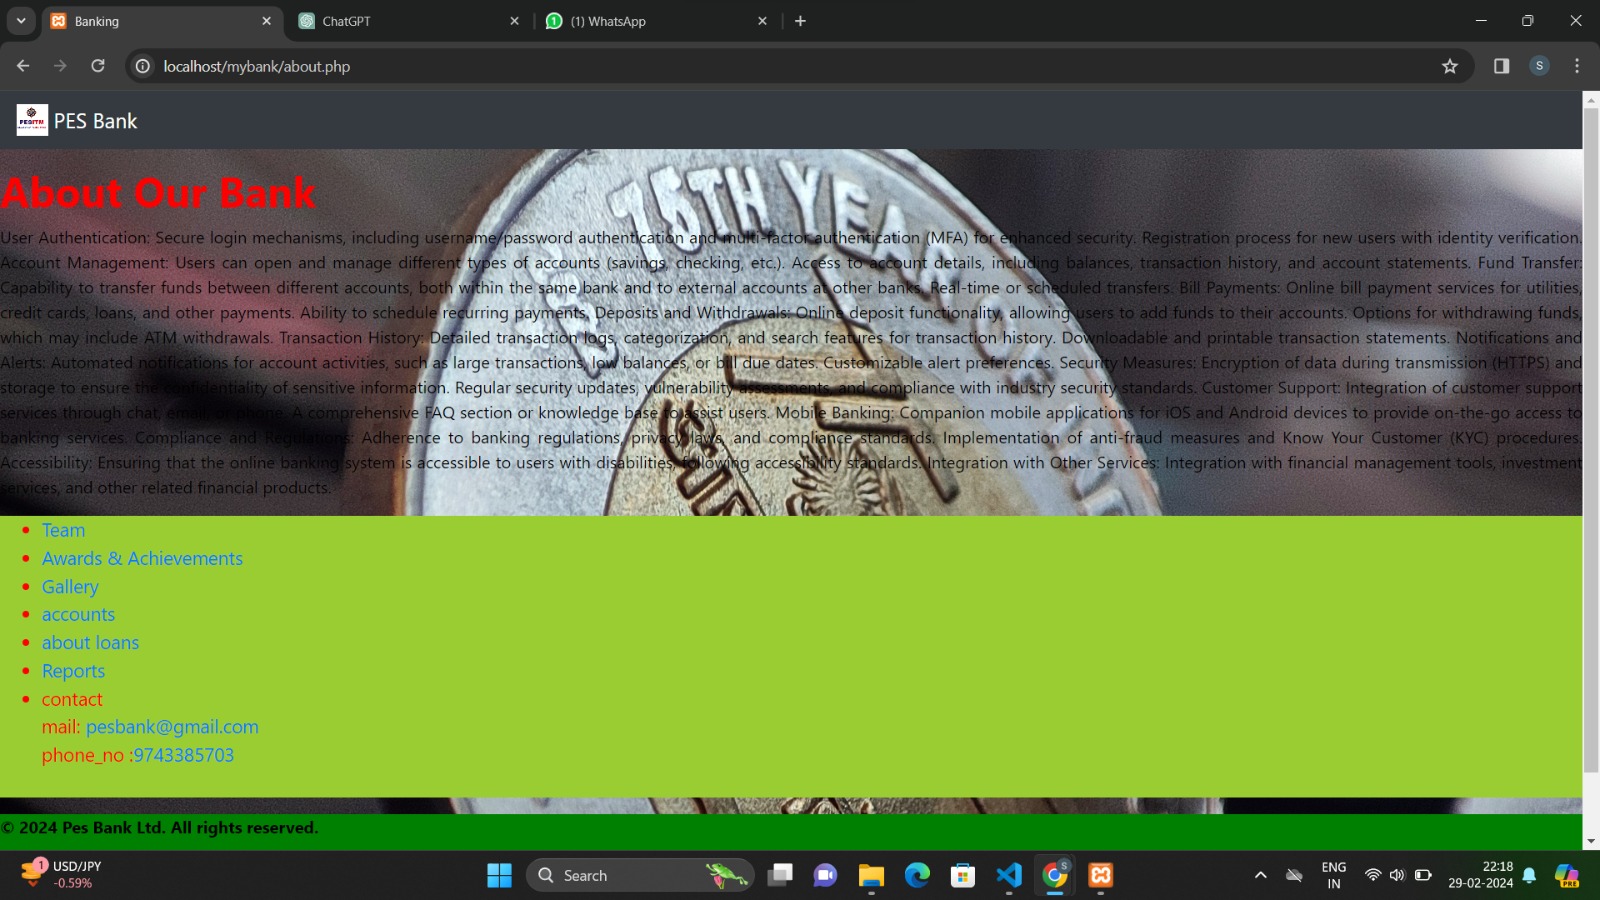 Banking
ChatGPT
(1) WhatsApp
localhost/mybank/about.php
S
PESITM
PES Bank
75TH YEAR
About Our Bank
User Authentication: Secure login mechanisms, including username/password authentication and multi-factor authentication (MFA) for enhanced security. Registration process for new users with identity verification.
Account Management: Users can open and manage different types of accounts (savings, checking, etc.). Access to account details, including balances, transaction history, and account statements. Fund Transfer:
Capability to transfer funds between different accounts, both within the same bank and to external accounts at other banks. Real-time or scheduled transfers. Bill Payments: Online bill payment services for utilities,
credit cards, loans, and other payments. Ability to schedule recurring payments. Deposits and Withdrawals: Online deposit functionality, allowing users to add funds to their accounts. Options for withdrawing funds,
which may include ATM withdrawals. Transaction History: Detailed transaction logs, categorization, and search features for transaction history. Downloadable and printable transaction statements. Notifications and
Alerts: Automated notifications for account activities, such as large transactions, low balances, or bill due dates. Customizable alert preferences. Security Measures: Encryption of data during transmission (HTTPS) and
storage to ensure the confidentiality of sensitive information. Regular security updates, vulnerability assessments, and compliance with industry security standards. Customer Support: Integration of customer support
services through chat, email, or phone. A comprehensive FAQ section or knowledge base to assist users. Mobile Banking: Companion mobile applications for iOS and Android devices to provide on-the-go access to
banking services. Compliance and Regulations: Adherence to banking regulations, privacy laws, and compliance standards. Implementation of anti-fraud measures and Know Your Customer (KYC) procedures.
Accessibility: Ensuring that the online banking system is accessible to users with disabilities, following accessibility standards. Integration with Other Services: Integration with financial management tools, investment
services, and other related financial products.
Team
Awards & Achievements
Gallery
accounts
about loans
Reports
contact
mail: pesbank@gmail.com
phone_no :9743385703
© 2024 Pes Bank Ltd. All rights reserved.
1
USD/JPY
-0.59%
Search
S
ENG
IN
22:18
29-02-2024
PRE